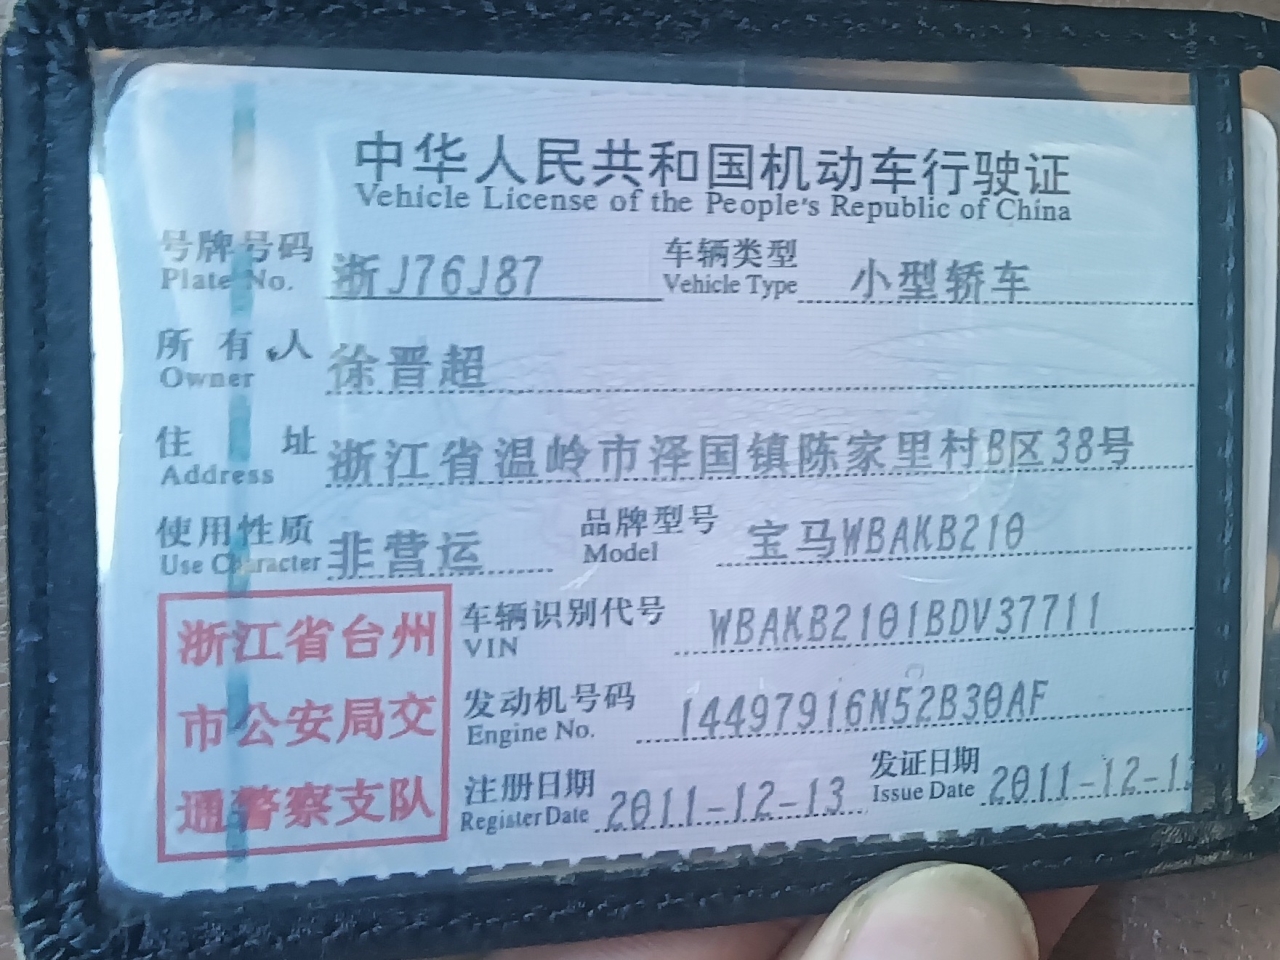 中华人民共和国机动车行驶证
Vehicle License of the People's Republic of China
号牌号码 浙J76J87 车辆类型 小型轿车
Plate No. Vehicle Type
所有人 徐晋超
Owner
住址 浙江省温岭市泽国镇陈家里村B区38号
Address
使用性质 非营运 品牌型号 宝马WBAKB210
Use Character Model
浙江省台州
市公安局交
通警察支队
车辆识别代号 WBAKB2101BDV37711
VIN
发动机号码 14497916N52B30AF
Engine No.
注册日期 2011-12-13 发证日期 2011-12-1
Register Date Issue Date